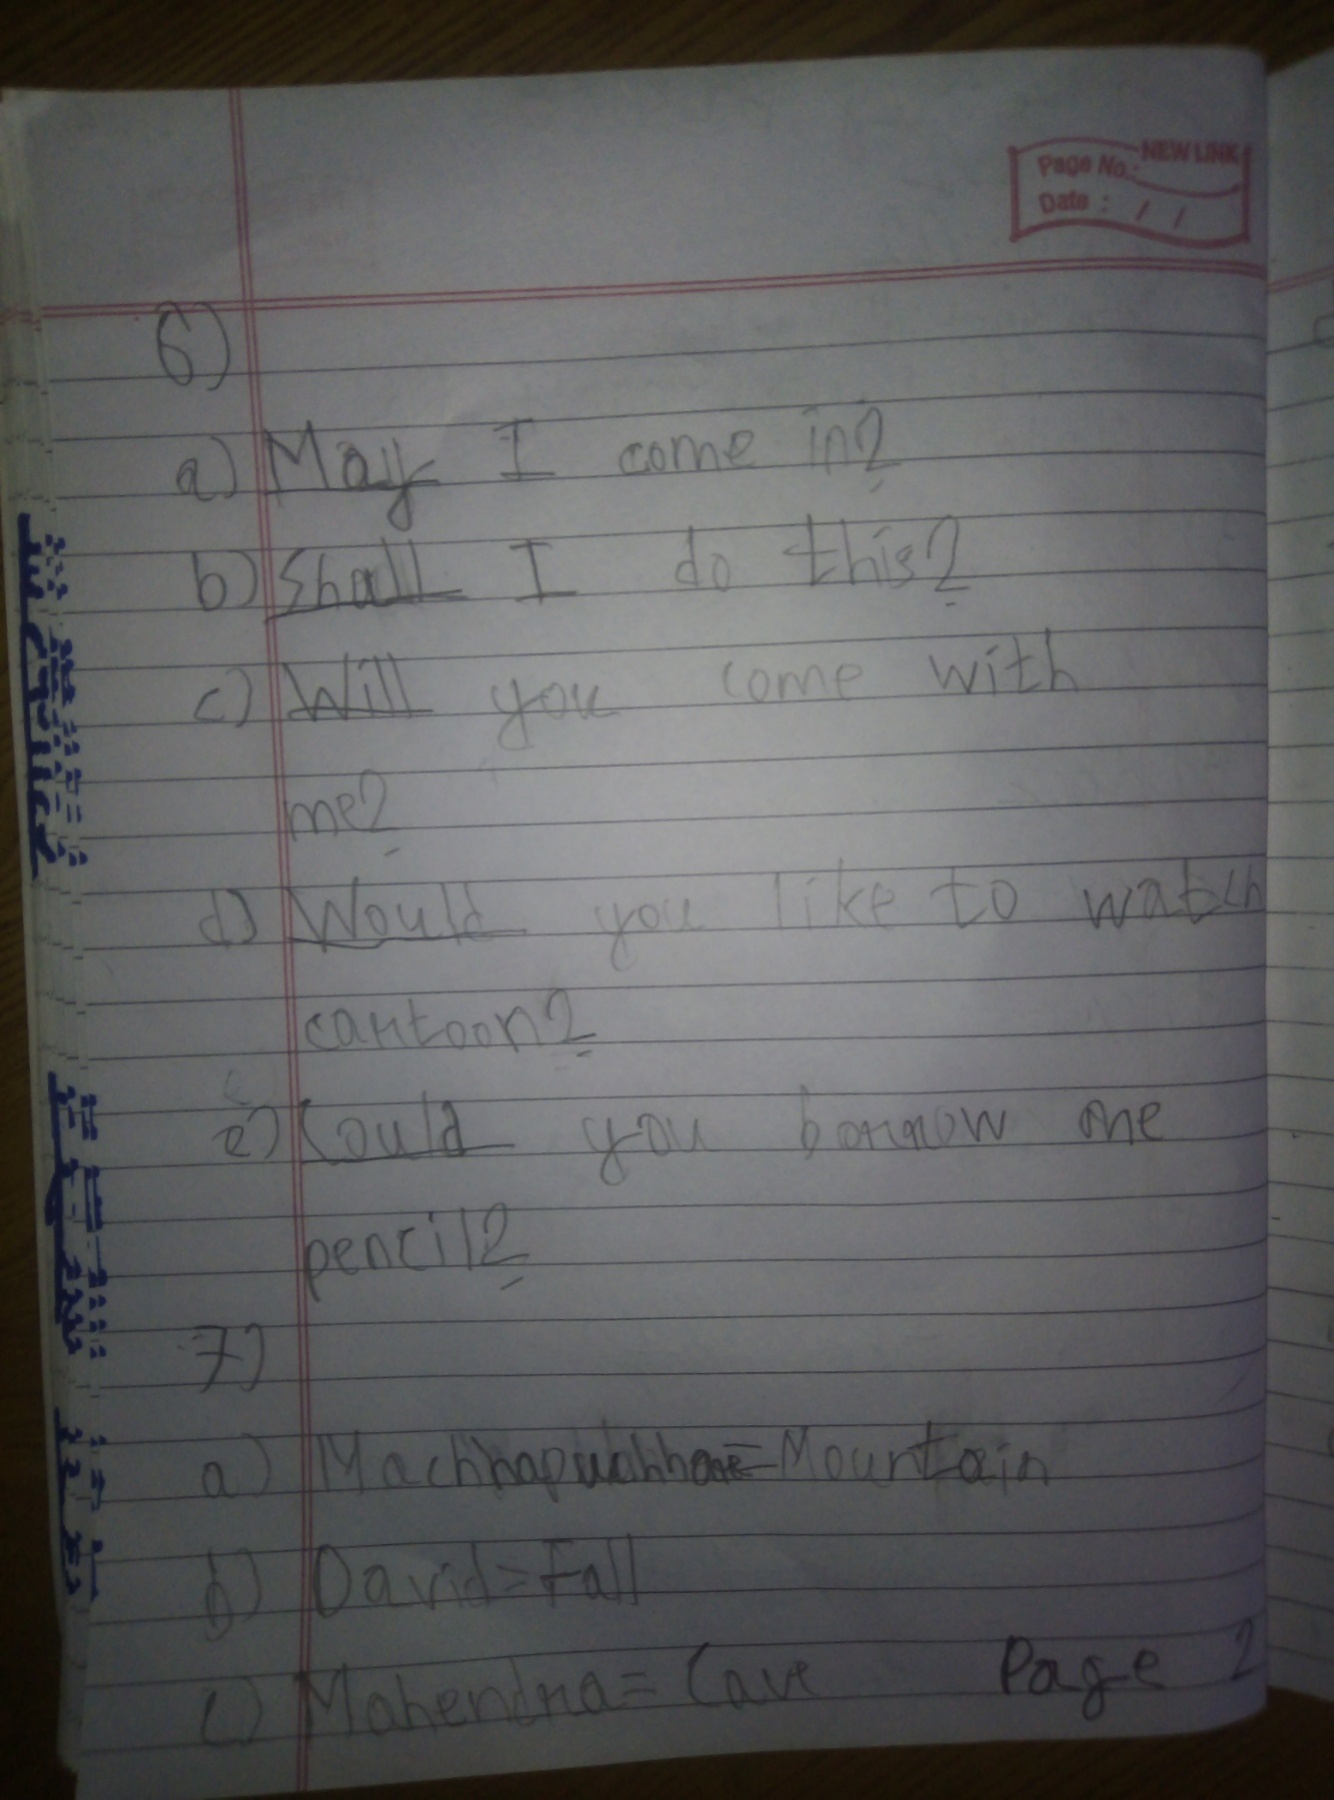 NEW LINK
Page No.:
Date : / /
6)
a) May I come in?
b) Shall I do this?
c) Will you come with
me?
d) Would you like to watch
cartoon?
e) Could you borrow me
pencil?
7)
a) = Mountain
b) David = Fall
c) Mahendra = Cave
Page 2